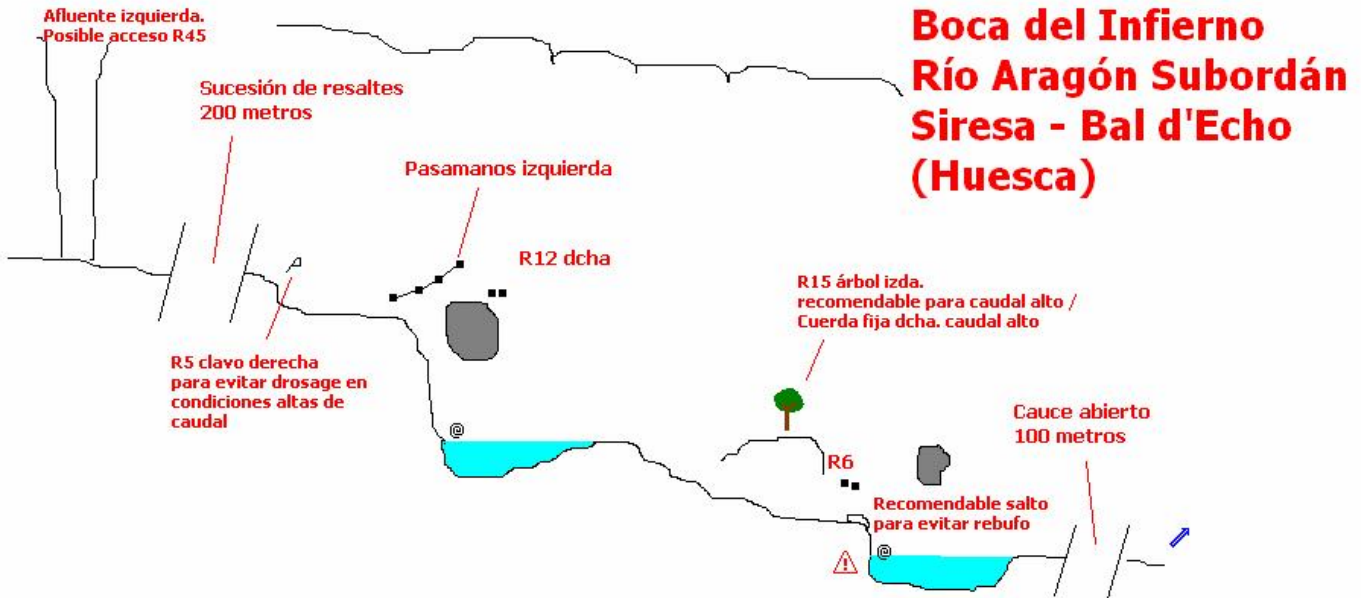 Boca del Infierno
Río Aragón Subordán
Siresa - Bal d'Echo
(Huesca)
Afluente izquierda.
Posible acceso R45
Sucesión de resaltes
200 metros
Pasamanos izquierda
R12 dcha
R5 clavo derecha
para evitar drosage en
condiciones altas de
caudal
R15 árbol izda.
recomendable para caudal alto /
Cuerda fija dcha. caudal alto
R6
Recomendable salto
para evitar rebufo
Cauce abierto
100 metros
@
@